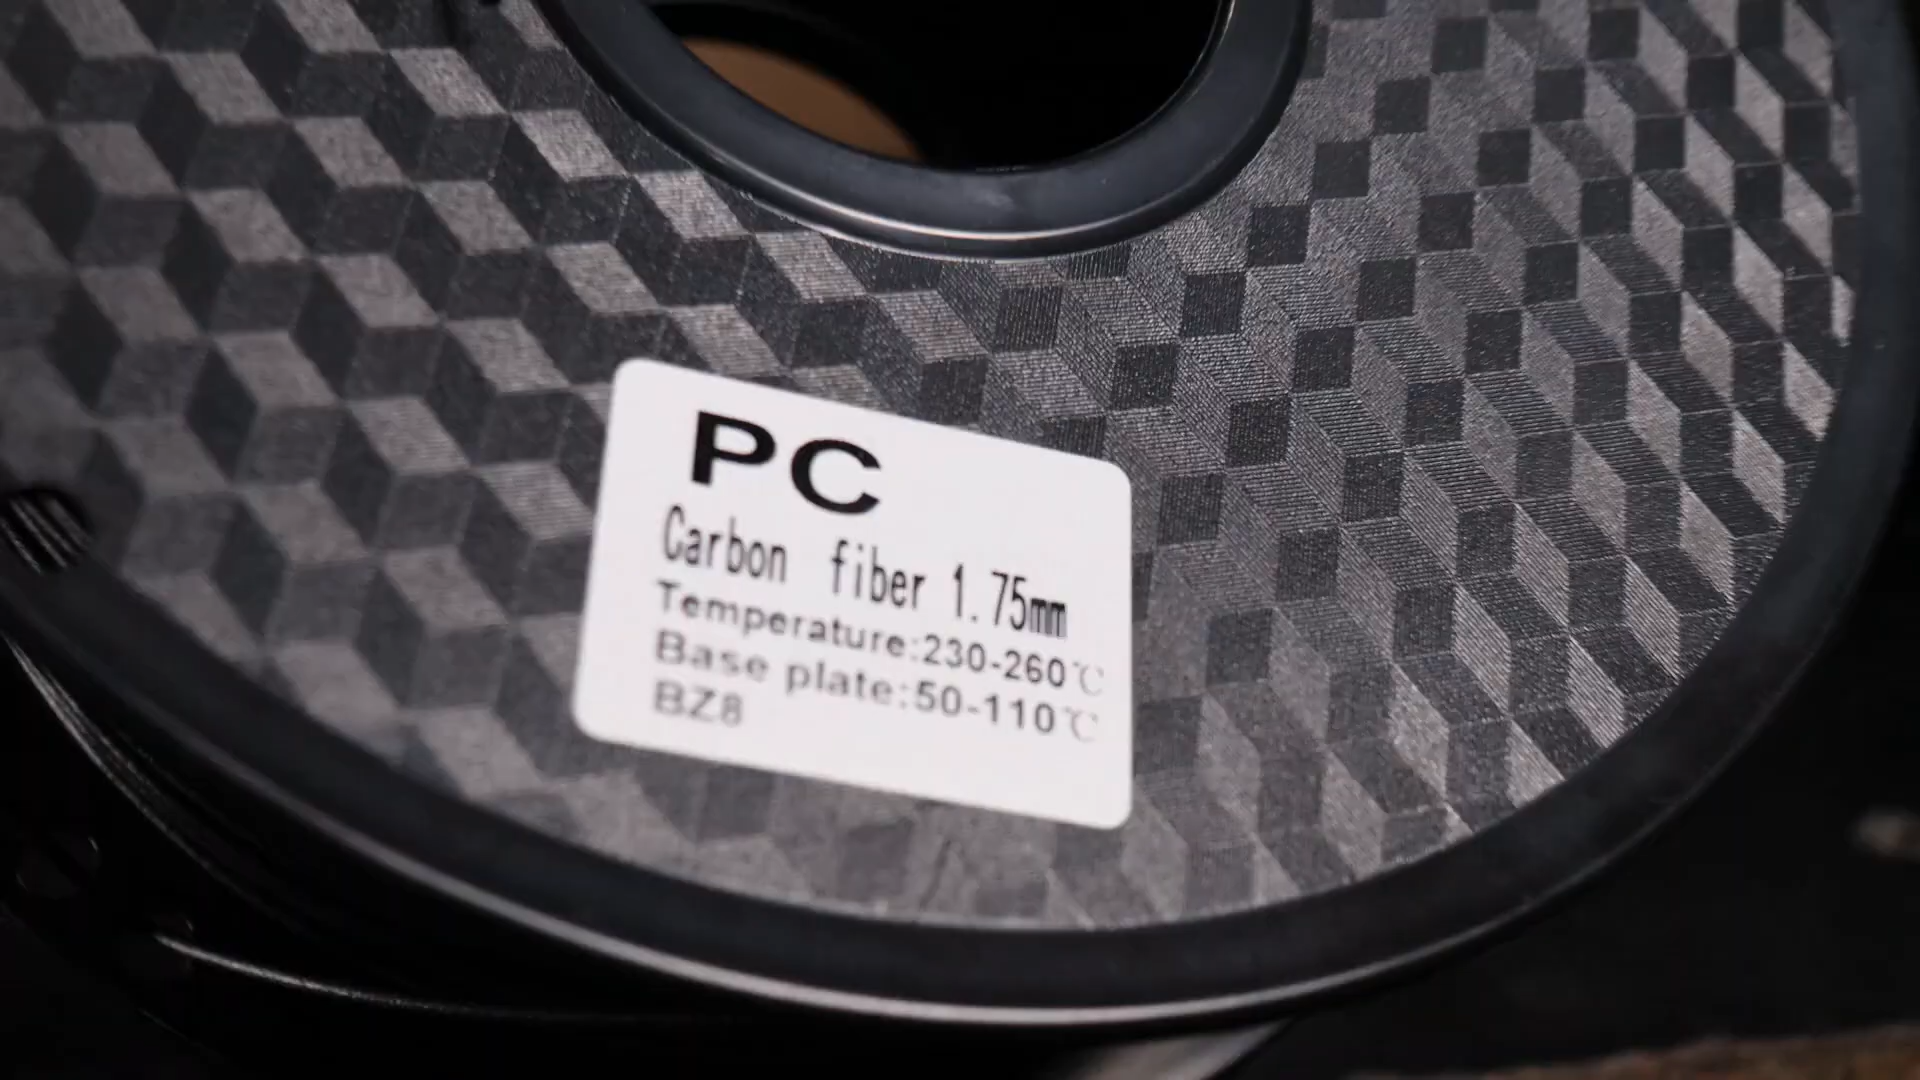 PC
Carbon fiber 1.75mm
Temperature:230-260℃
Base plate:50-110℃
BZ8